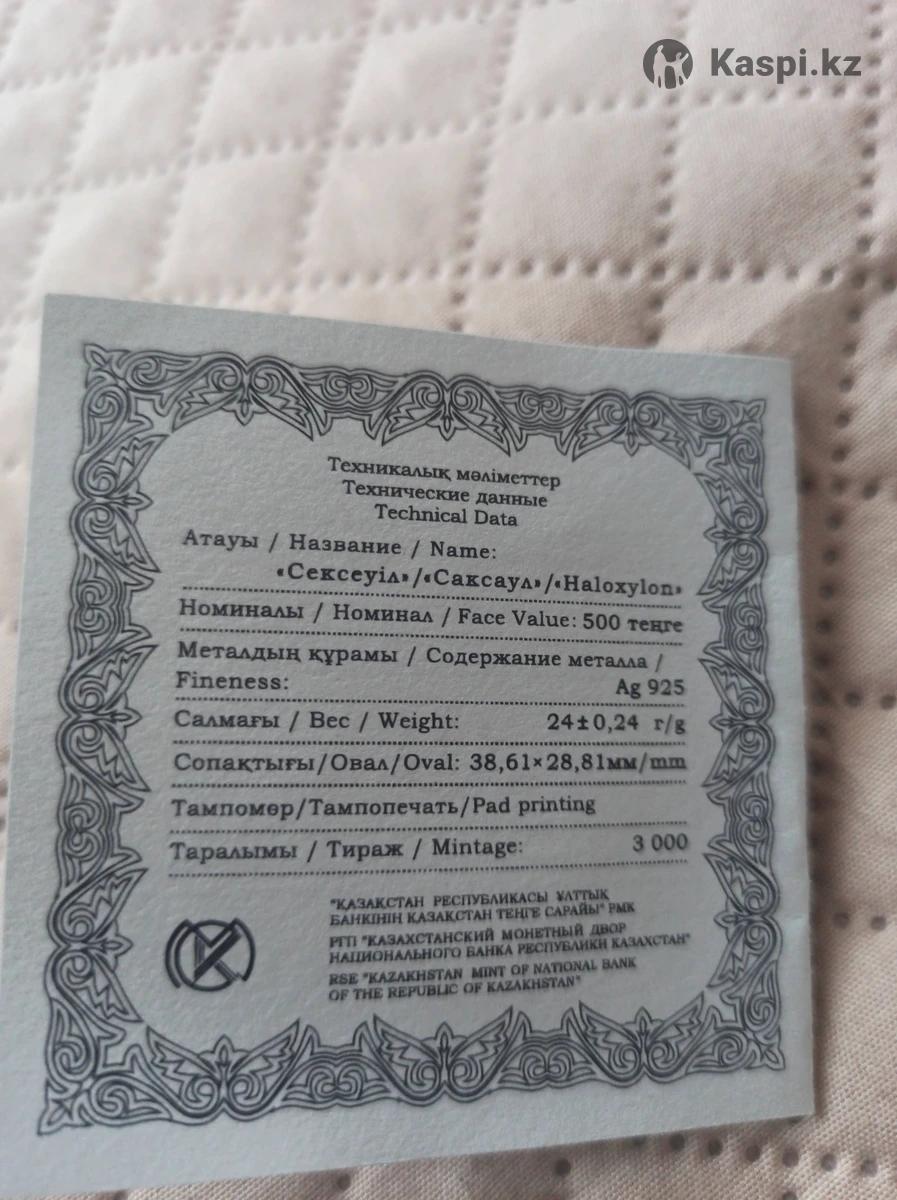 Kaspi.kz
Техникалық мәліметтер
Технические данные
Technical Data
Атауы / Название / Name:
«Сексеуіл»/«Саксаул»/«Haloxylon»
Номиналы / Номинал / Face Value: 500 теңге
Металдың құрамы / Содержание металла /
Fineness: Ag 925
Салмағы / Вес / Weight: 24±0,24 г/g
Сопақтығы/Овал/Oval: 38,61×28,81мм/mm
Тампомөр/Тампопечать/Pad printing
Таралымы / Тираж / Mintage: 3 000
"ҚАЗАҚСТАН РЕСПУБЛИКАСЫ ҰЛТТЫҚ
БАНКІНІҢ ҚАЗАҚСТАН ТЕҢГЕ САРАЙЫ" РМК
РГП "КАЗАХСТАНСКИЙ МОНЕТНЫЙ ДВОР
НАЦИОНАЛЬНОГО БАНКА РЕСПУБЛИКИ КАЗАХСТАН"
RSE "KAZAKHSTAN MINT OF NATIONAL BANK
OF THE REPUBLIC OF KAZAKHSTAN"